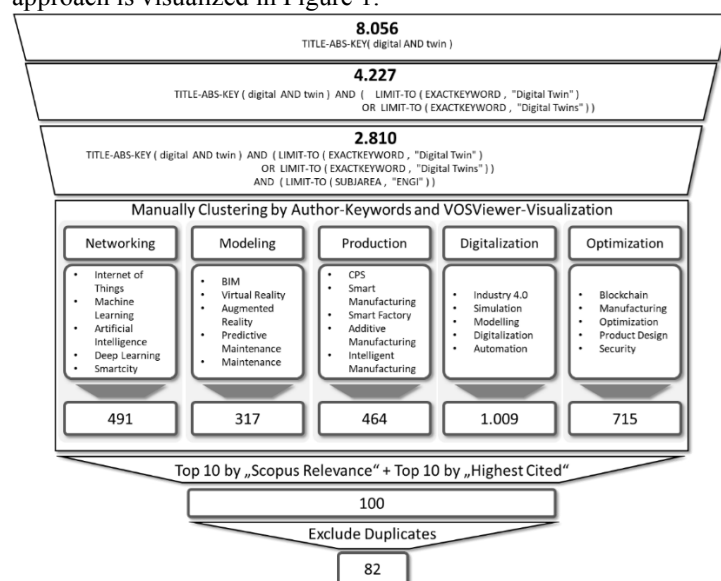 approach is visualized in Figure 1.
8.056
TITLE-ABS-KEY( digital AND twin )
4.227
TITLE-ABS-KEY ( digital AND twin ) AND ( LIMIT-TO ( EXACTKEYWORD , "Digital Twin" )
OR LIMIT-TO ( EXACTKEYWORD , "Digital Twins" ) )
2.810
TITLE-ABS-KEY ( digital AND twin ) AND ( LIMIT-TO ( EXACTKEYWORD , "Digital Twin" )
OR LIMIT-TO ( EXACTKEYWORD , "Digital Twins" ) )
AND ( LIMIT-TO ( SUBJAREA , "ENGI" ) )
Manually Clustering by Author-Keywords and VOSViewer-Visualization
Networking
• Internet of
Things
• Machine
Learning
• Artificial
Intelligence
• Deep Learning
• Smartcity
491
Modeling
• BIM
• Virtual Reality
• Augmented
Reality
• Predictive
Maintenance
• Maintenance
317
Production
• CPS
• Smart
Manufacturing
• Smart Factory
• Additive
Manufacturing
• Intelligent
Manufacturing
464
Digitalization
• Industry 4.0
• Simulation
• Modelling
• Digitalization
• Automation
1.009
Optimization
• Blockchain
• Manufacturing
• Optimization
• Product Design
• Security
715
Top 10 by „Scopus Relevance“ + Top 10 by „Highest Cited“
100
Exclude Duplicates
82